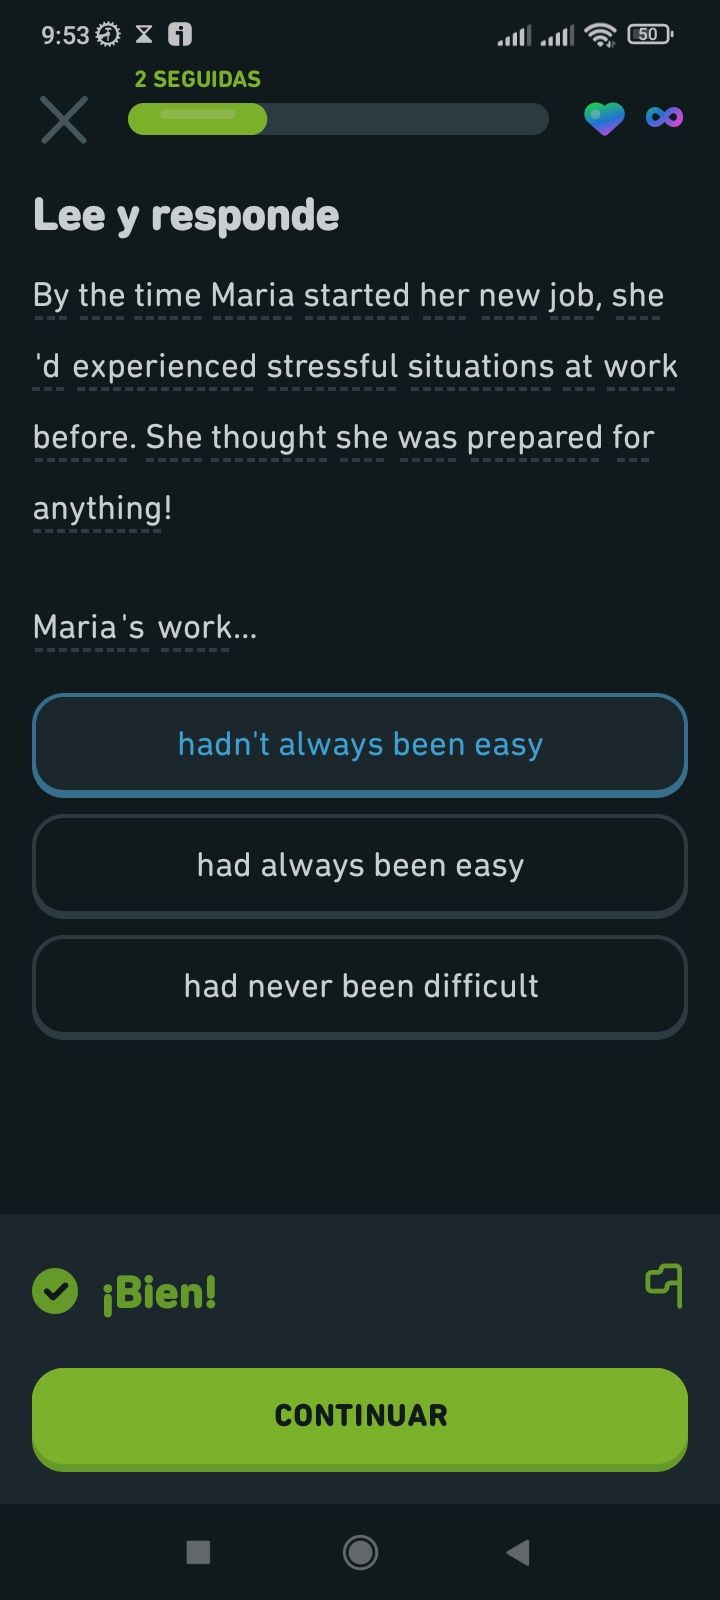 9:53
50
2 SEGUIDAS
Lee y responde
By the time Maria started her new job, she
'd experienced stressful situations at work
before. She thought she was prepared for
anything!
Maria's work...
hadn't always been easy
had always been easy
had never been difficult
¡Bien!
CONTINUAR